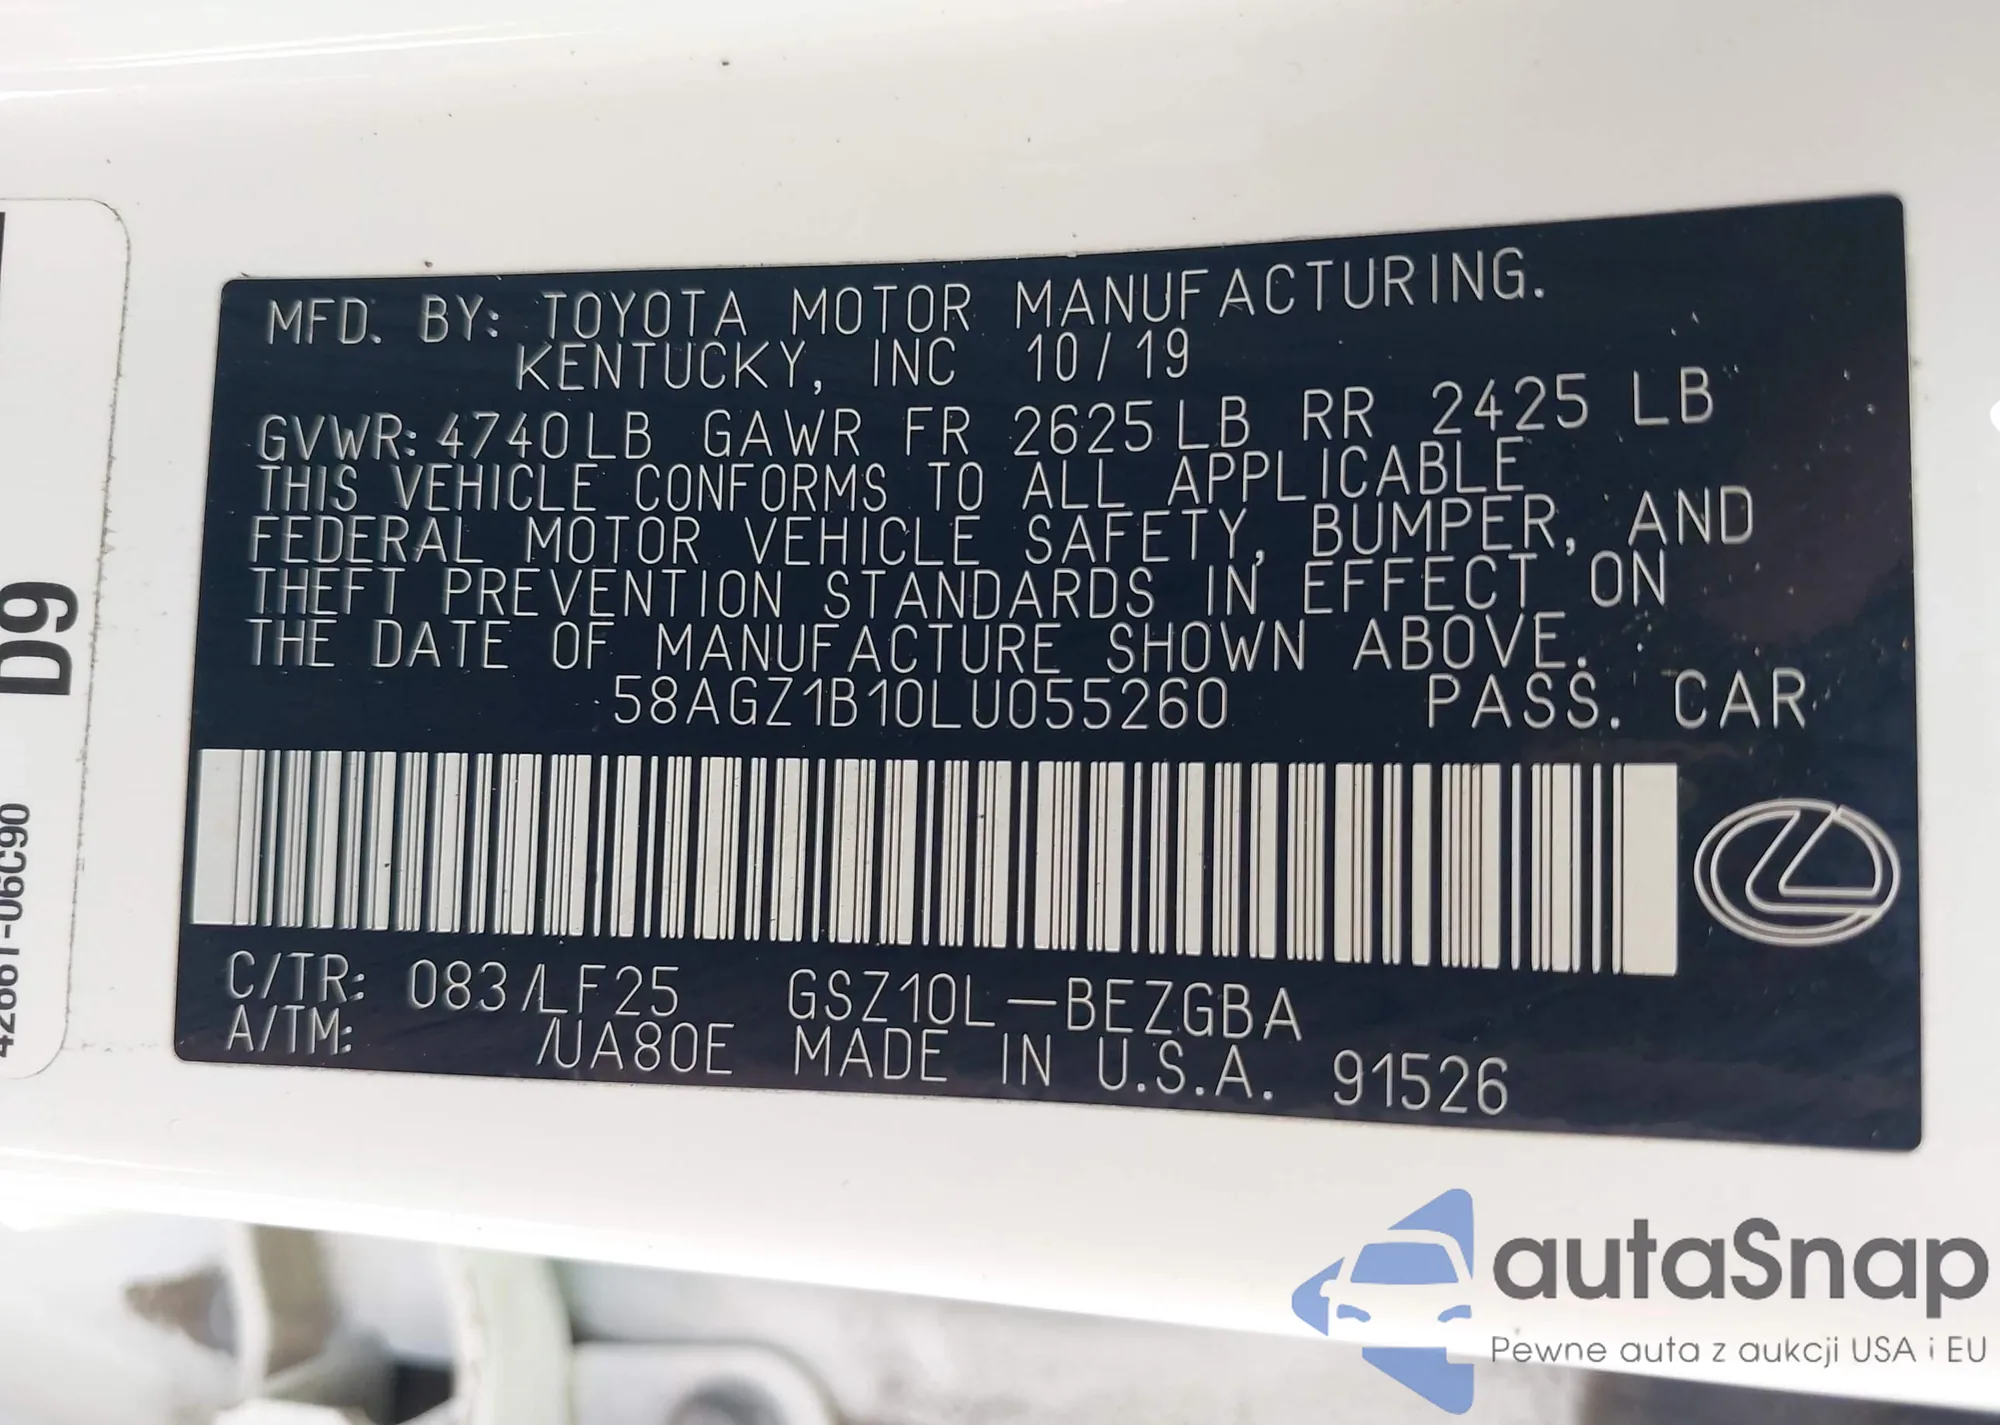 MFD. BY: TOYOTA MOTOR MANUFACTURING.
KENTUCKY, INC 10/19
GVWR: 4740LB GAWR FR 2625LB RR 2425 LB
THIS VEHICLE CONFORMS TO ALL APPLICABLE
FEDERAL MOTOR VEHICLE SAFETY, BUMPER, AND
THEFT PREVENTION STANDARDS IN EFFECT ON
THE DATE OF MANUFACTURE SHOWN ABOVE.
58AGZ1B10LU055260 PASS. CAR
C/TR: 083/LF25 GSZ10L-BEZGBA
A/TM: /UA80E MADE IN U.S.A. 91526
D9
42661-06C90
autaSnap
Pewne auta z aukcji USA i EU